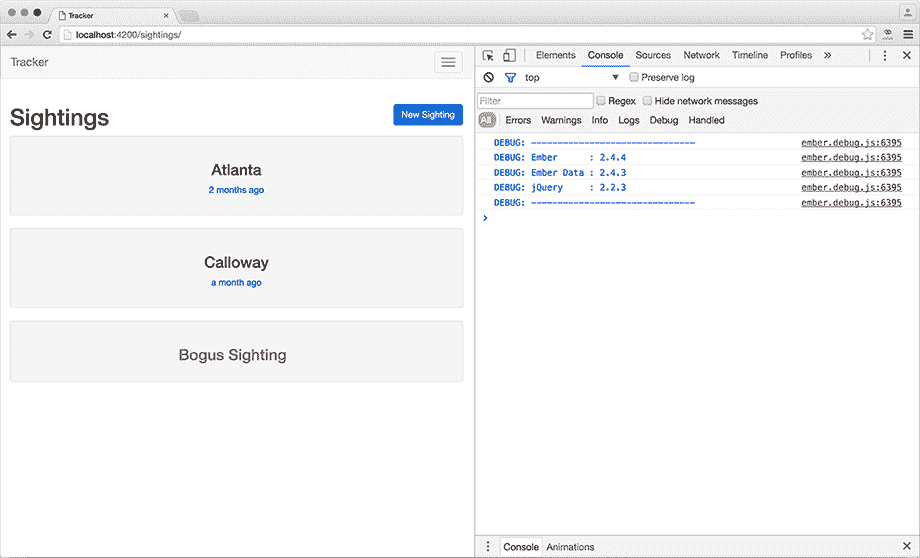 Tracker
localhost:4200/sightings/
Tracker
Sightings
New Sighting
Atlanta
2 months ago
Calloway
a month ago
Bogus Sighting
Elements Console Sources Network Timeline Profiles »
top Preserve log
Filter Regex Hide network messages
All Errors Warnings Info Logs Debug Handled
DEBUG: ------------------------------- ember.debug.js:6395
DEBUG: Ember : 2.4.4 ember.debug.js:6395
DEBUG: Ember Data : 2.4.3 ember.debug.js:6395
DEBUG: jQuery : 2.2.3 ember.debug.js:6395
DEBUG: ------------------------------- ember.debug.js:6395
>
Console Animations